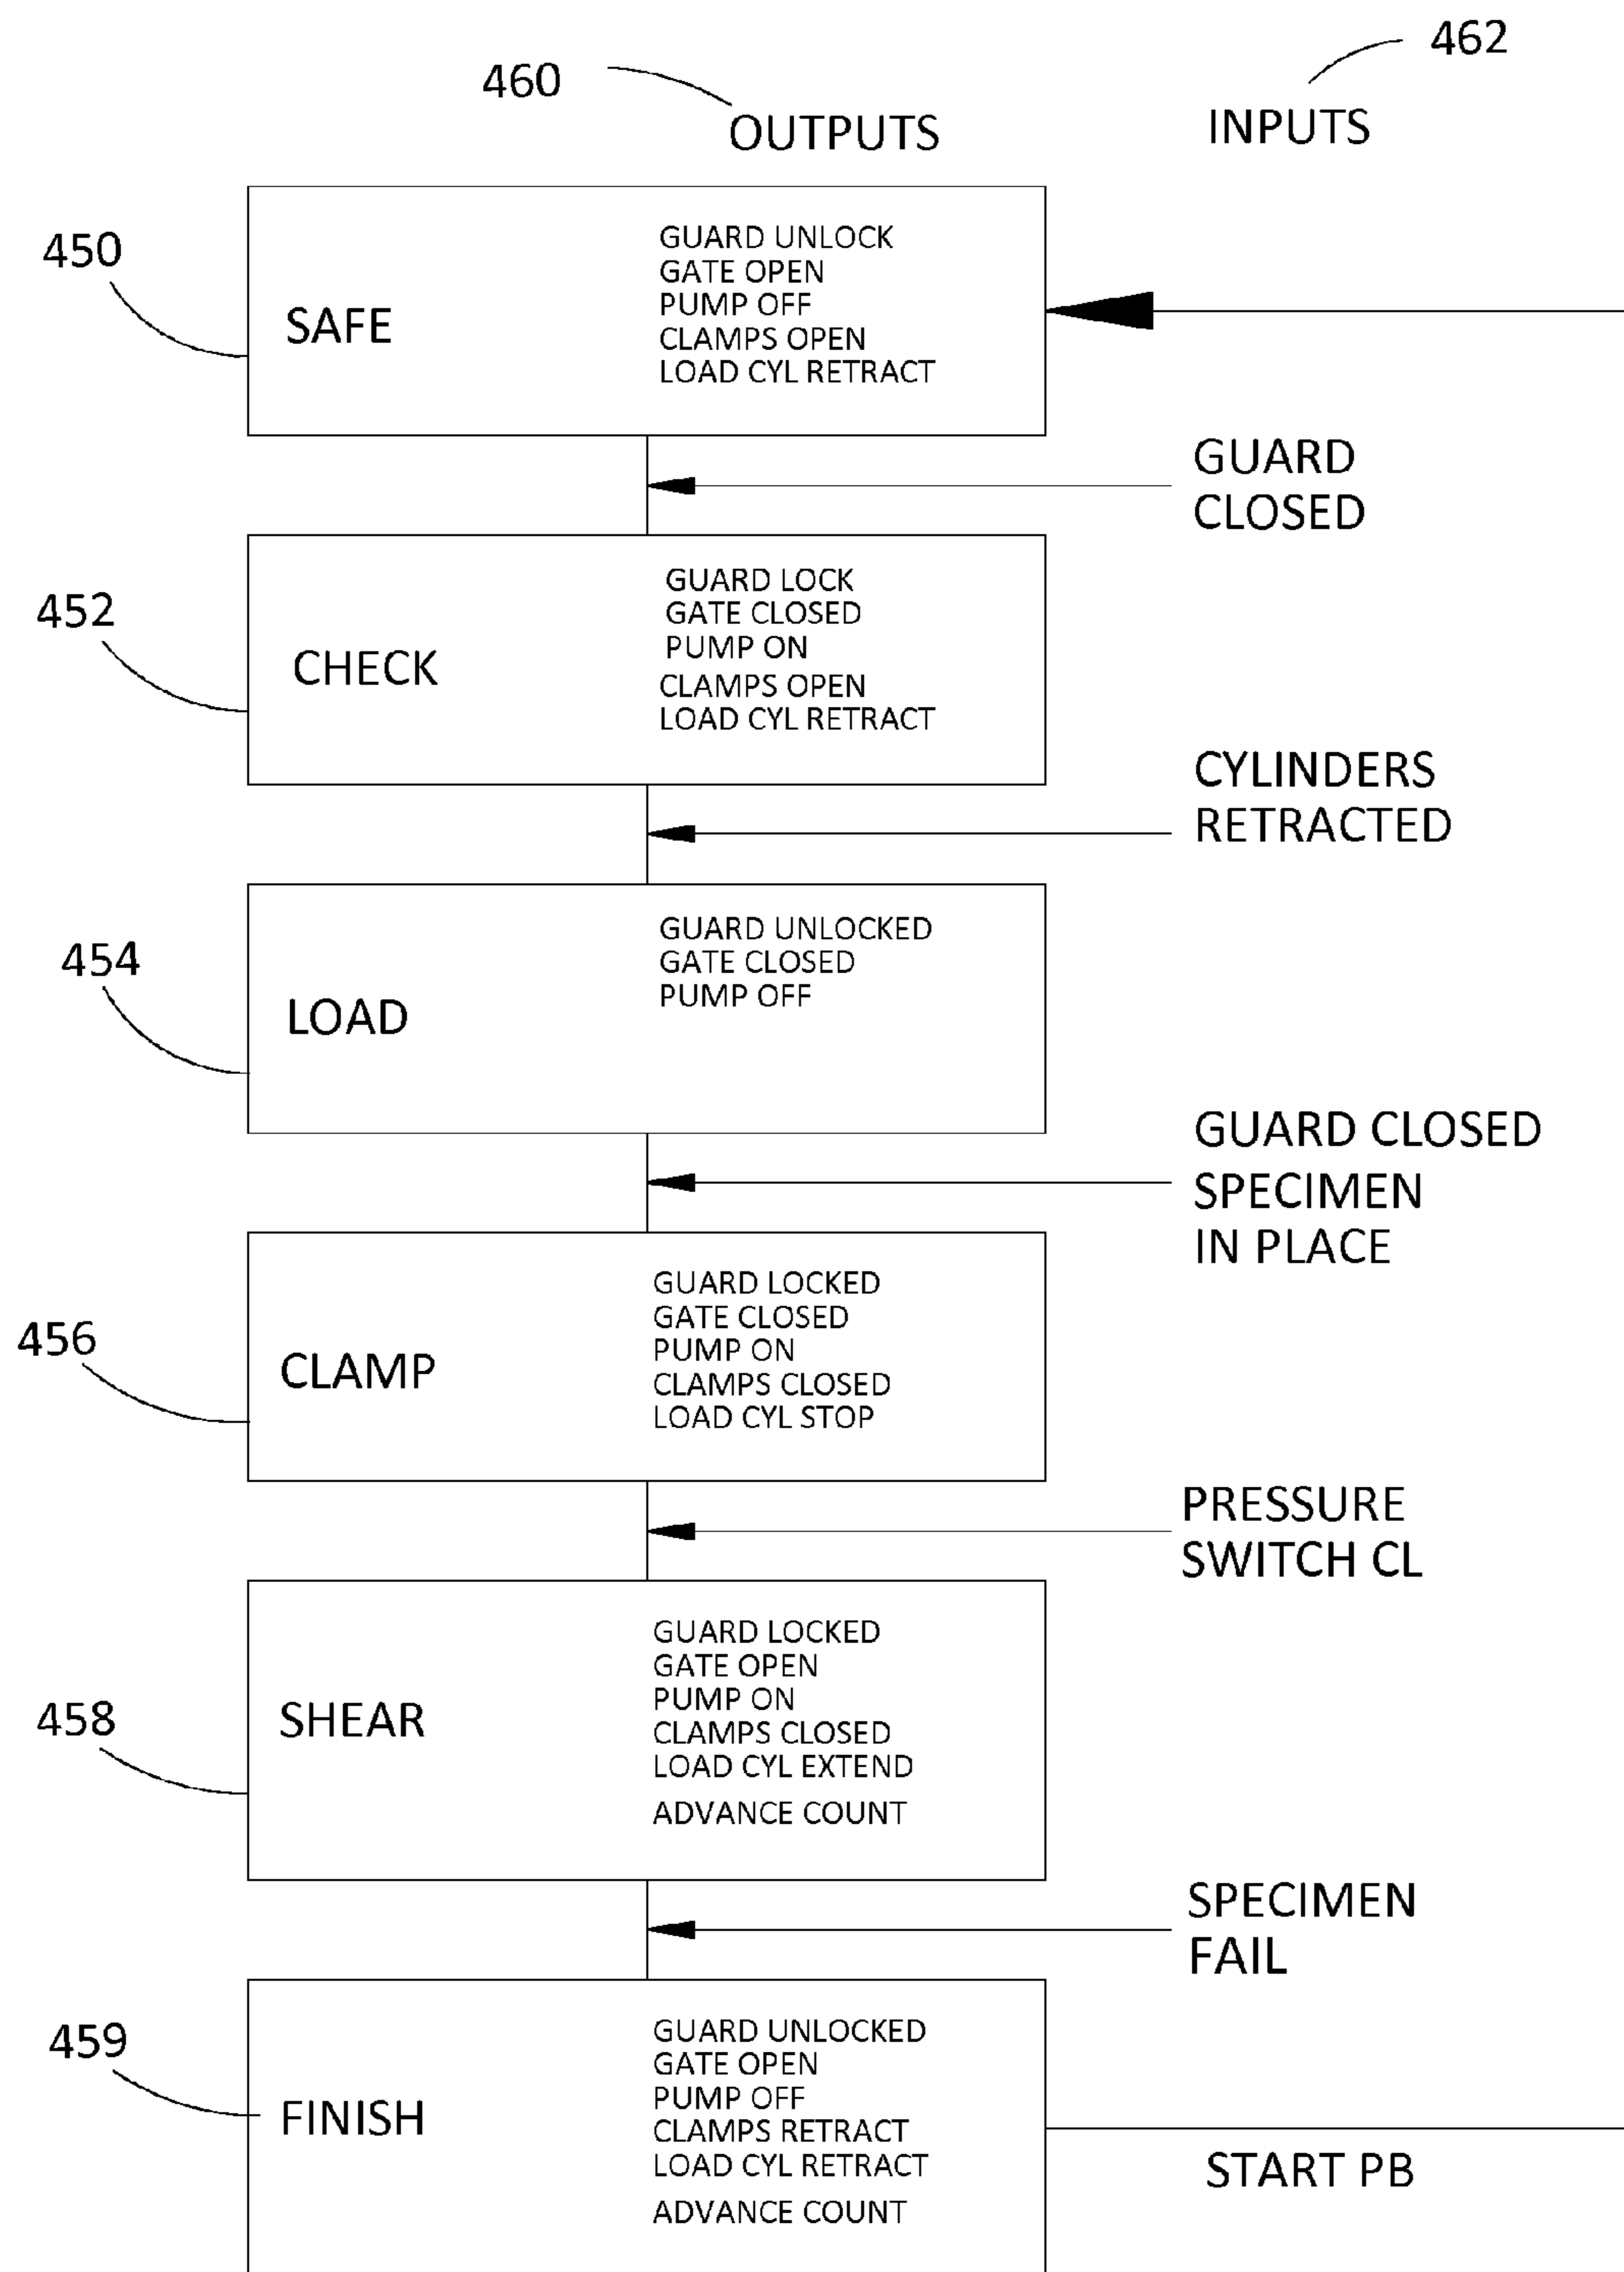 462
460
OUTPUTS
INPUTS
450
SAFE
GUARD UNLOCK
GATE OPEN
PUMP OFF
CLAMPS OPEN
LOAD CYL RETRACT
GUARD
CLOSED
452
CHECK
GUARD LOCK
GATE CLOSED
PUMP ON
CLAMPS OPEN
LOAD CYL RETRACT
CYLINDERS
RETRACTED
454
LOAD
GUARD UNLOCKED
GATE CLOSED
PUMP OFF
GUARD CLOSED
SPECIMEN
IN PLACE
456
CLAMP
GUARD LOCKED
GATE CLOSED
PUMP ON
CLAMPS CLOSED
LOAD CYL STOP
PRESSURE
SWITCH CL
458
SHEAR
GUARD LOCKED
GATE OPEN
PUMP ON
CLAMPS CLOSED
LOAD CYL EXTEND
ADVANCE COUNT
SPECIMEN
FAIL
459
FINISH
GUARD UNLOCKED
GATE OPEN
PUMP OFF
CLAMPS RETRACT
LOAD CYL RETRACT
ADVANCE COUNT
START PB